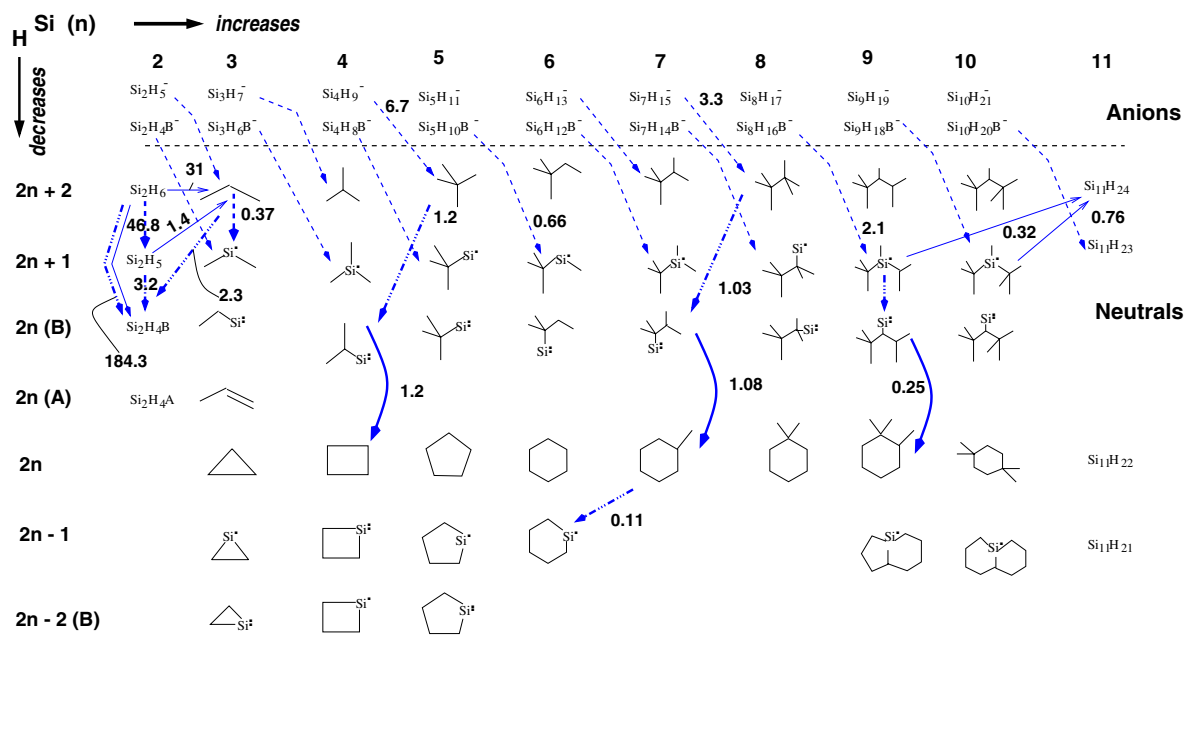 Si (n) increases
H
decreases
2 3 4 5 6 7 8 9 10 11
Si2H5- Si3H7- Si4H9- Si5H11- Si6H13- Si7H15- Si8H17- Si9H19- Si10H21-
6.7 3.3
Anions
Si2H4B- Si3H6B- Si4H8B- Si5H10B- Si6H12B- Si7H14B- Si8H16B- Si9H18B- Si10H20B-
31
2n + 2 Si2H6 Si11H24
46.8 1.4 0.37 1.2 0.66 2.1 0.32 0.76
Si11H23
2n + 1 Si2H5 Si• Si• Si• Si• Si• Si• Si• Si•
3.2 2.3 1.03
Neutrals
2n (B) Si2H4B Si: Si: Si: Si: Si: Si: Si: Si:
184.3
1.2 1.08 0.25
2n (A) Si2H4A
2n Si11H22
0.11
2n - 1 Si• Si: Si• Si• Si• Si• Si11H21
2n - 2 (B) Si: Si• Si: